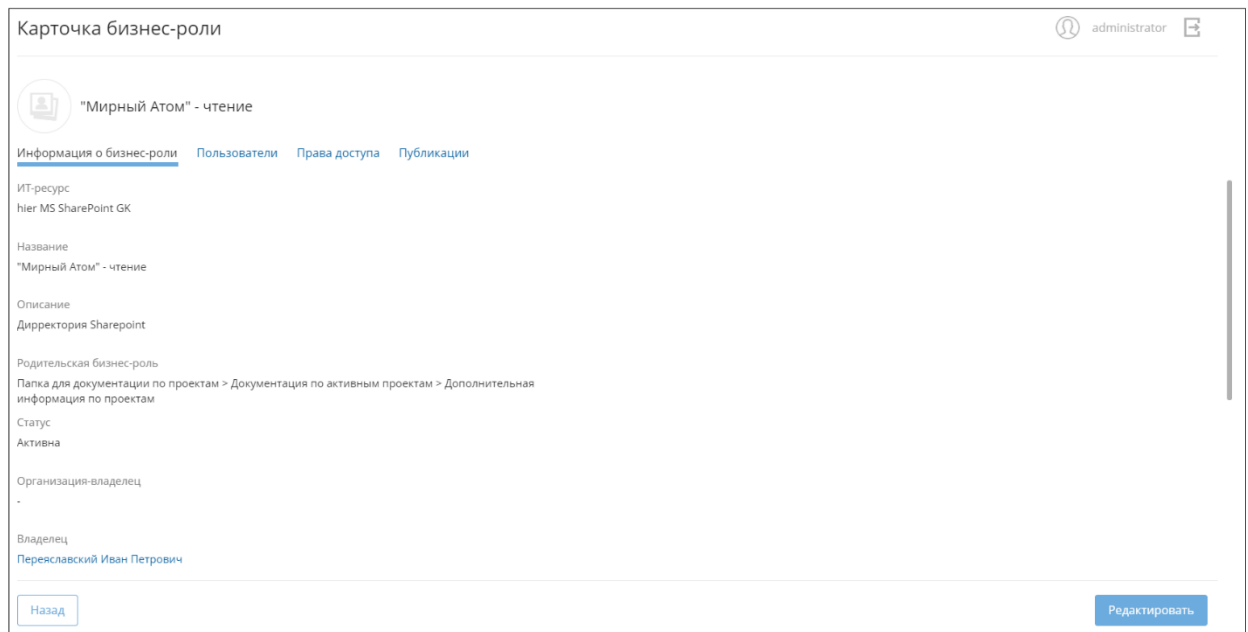 Карточка бизнес-роли
administrator
"Мирный Атом" - чтение
Информация о бизнес-роли Пользователи Права доступа Публикации
ИТ-ресурс
hier MS SharePoint GK
Название
"Мирный Атом" - чтение
Описание
Дирректория Sharepoint
Родительская бизнес-роль
Папка для документации по проектам > Документация по активным проектам > Дополнительная
информация по проектам
Статус
Активна
Организация-владелец
-
Владелец
Переяславский Иван Петрович
Назад Редактировать